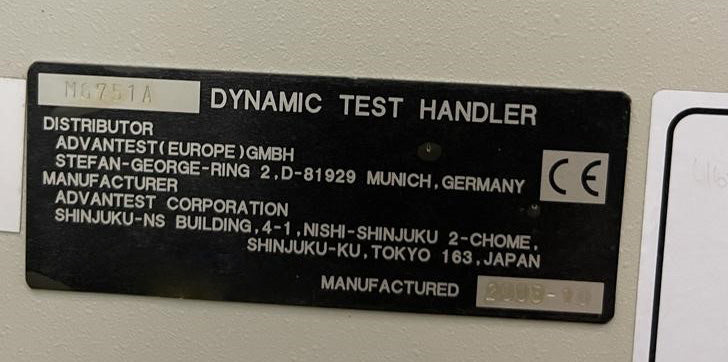 M6751A DYNAMIC TEST HANDLER
DISTRIBUTOR
ADVANTEST(EUROPE)GMBH
STEFAN-GEORGE-RING 2,D-81929 MUNICH,GERMANY
CE
MANUFACTURER
ADVANTEST CORPORATION
SHINJUKU-NS BUILDING,4-1,NISHI-SHINJUKU 2-CHOME,
SHINJUKU-KU,TOKYO 163,JAPAN
MANUFACTURED